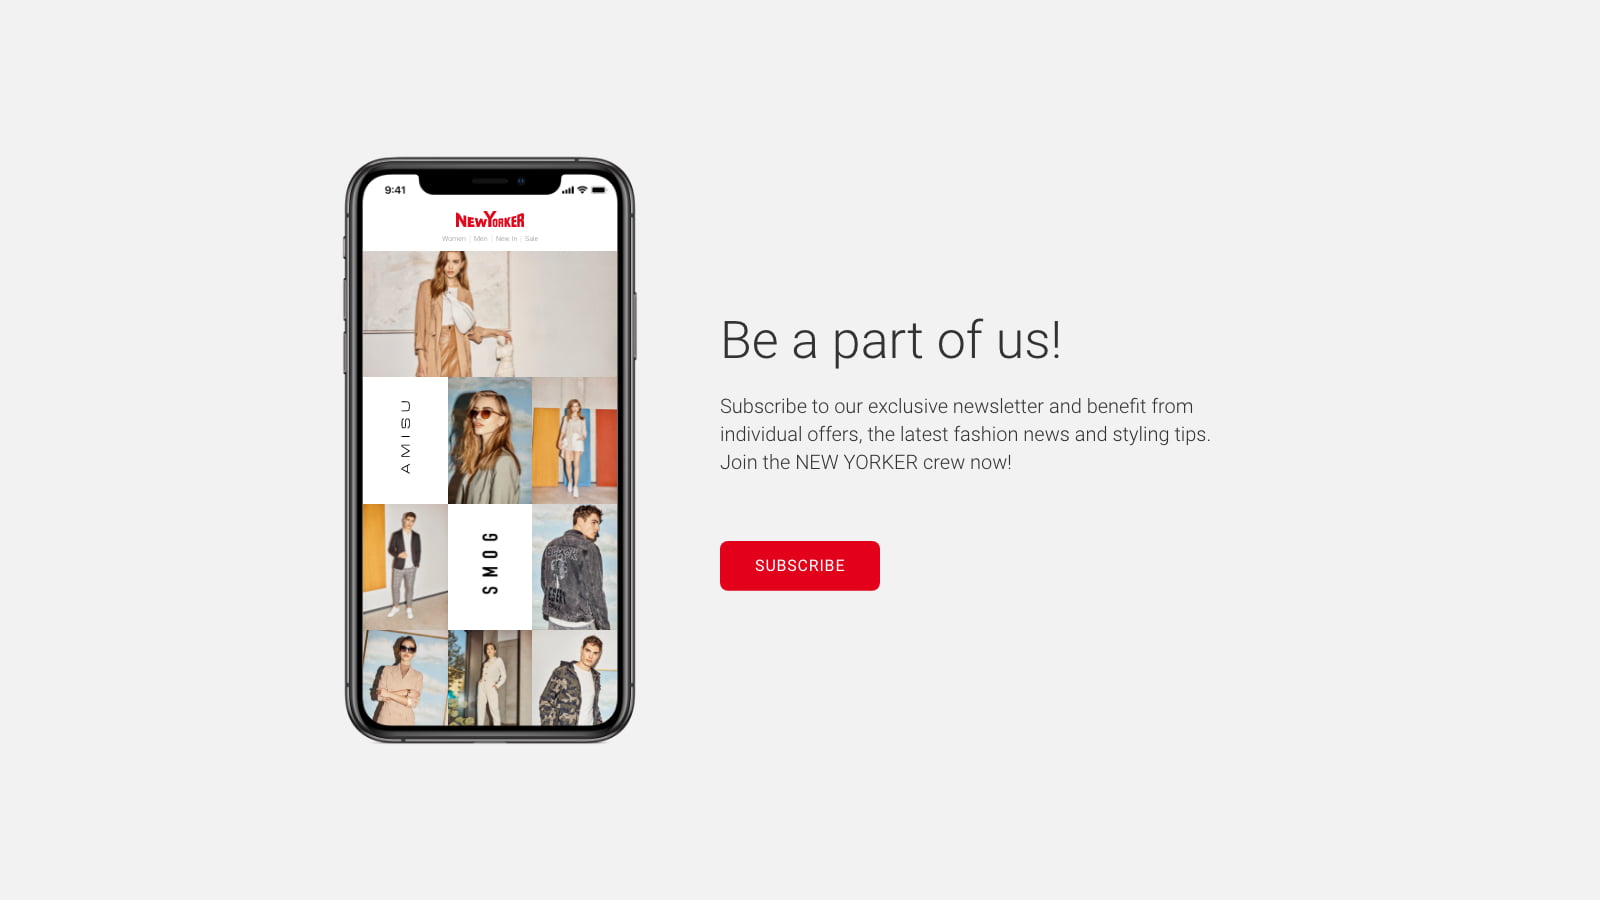 9:41
NEWYORKER
Women | Men | New In | Sale
AMISU
SMOG
Be a part of us!
Subscribe to our exclusive newsletter and benefit from
individual offers, the latest fashion news and styling tips.
Join the NEW YORKER crew now!
SUBSCRIBE